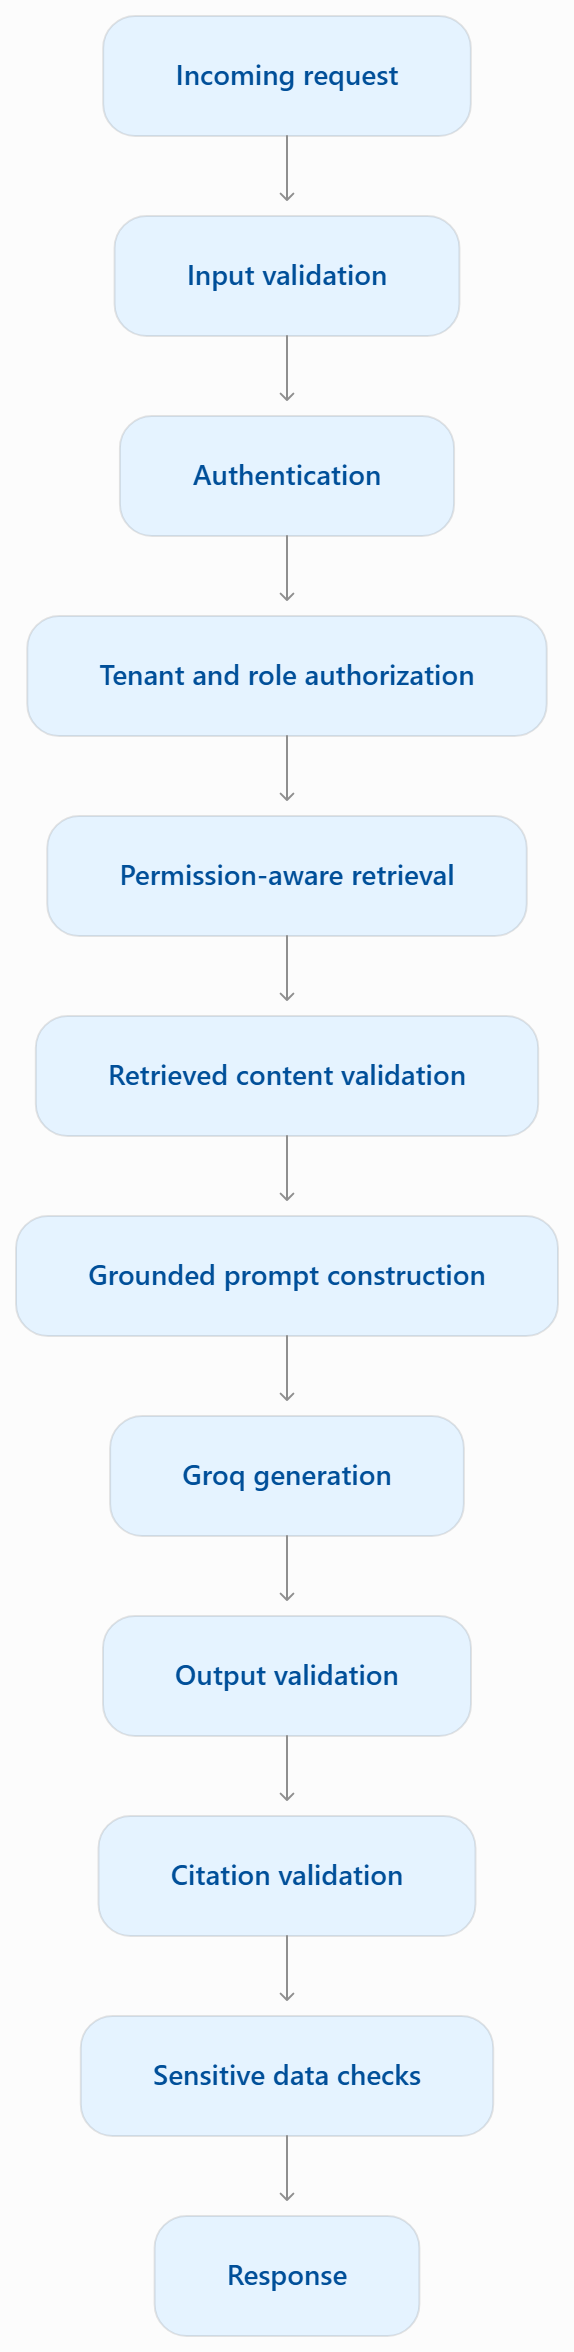 Incoming request
Input validation
Authentication
Tenant and role authorization
Permission-aware retrieval
Retrieved content validation
Grounded prompt construction
Groq generation
Output validation
Citation validation
Sensitive data checks
Response